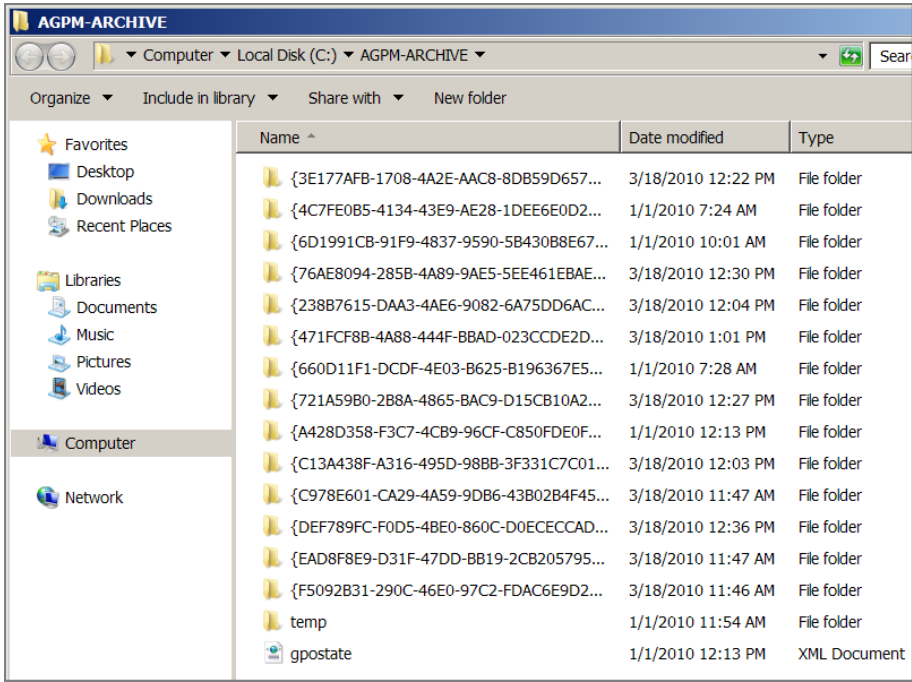 AGPM-ARCHIVE
Computer Local Disk (C:) AGPM-ARCHIVE Sear
Organize Include in library Share with New folder
Name Date modified Type
Favorites
Desktop
Downloads
Recent Places
Libraries
Documents
Music
Pictures
Videos
Computer
Network
{3E177AFB-1708-4A2E-AAC8-8DB59D657... 3/18/2010 12:22 PM File folder
{4C7FE0B5-4134-43E9-AE28-1DEE6E0D2... 1/1/2010 7:24 AM File folder
{6D1991CB-91F9-4837-9590-5B430B8E67... 1/1/2010 10:01 AM File folder
{76AE8094-285B-4A89-9AE5-5EE461EBAE... 3/18/2010 12:30 PM File folder
{238B7615-DAA3-4AE6-9082-6A75DD6AC... 3/18/2010 12:04 PM File folder
{471FCF8B-4A88-444F-BBAD-023CCDE2D... 3/18/2010 1:01 PM File folder
{660D11F1-DCDF-4E03-B625-B196367E5... 1/1/2010 7:28 AM File folder
{721A59B0-2B8A-4865-BAC9-D15CB10A2... 3/18/2010 12:27 PM File folder
{A428D358-F3C7-4CB9-96CF-C850FDE0F... 1/1/2010 12:13 PM File folder
{C13A438F-A316-495D-98BB-3F331C7C01... 3/18/2010 12:03 PM File folder
{C978E601-CA29-4A59-9DB6-43B02B4F45... 3/18/2010 11:47 AM File folder
{DEF789FC-F0D5-4BE0-860C-D0ECECCAD... 3/18/2010 12:36 PM File folder
{EAD8F8E9-D31F-47DD-BB19-2CB205795... 3/18/2010 11:47 AM File folder
{F5092B31-290C-46E0-97C2-FDAC6E9D2... 3/18/2010 11:46 AM File folder
temp 1/1/2010 11:54 AM File folder
gpostate 1/1/2010 12:13 PM XML Document